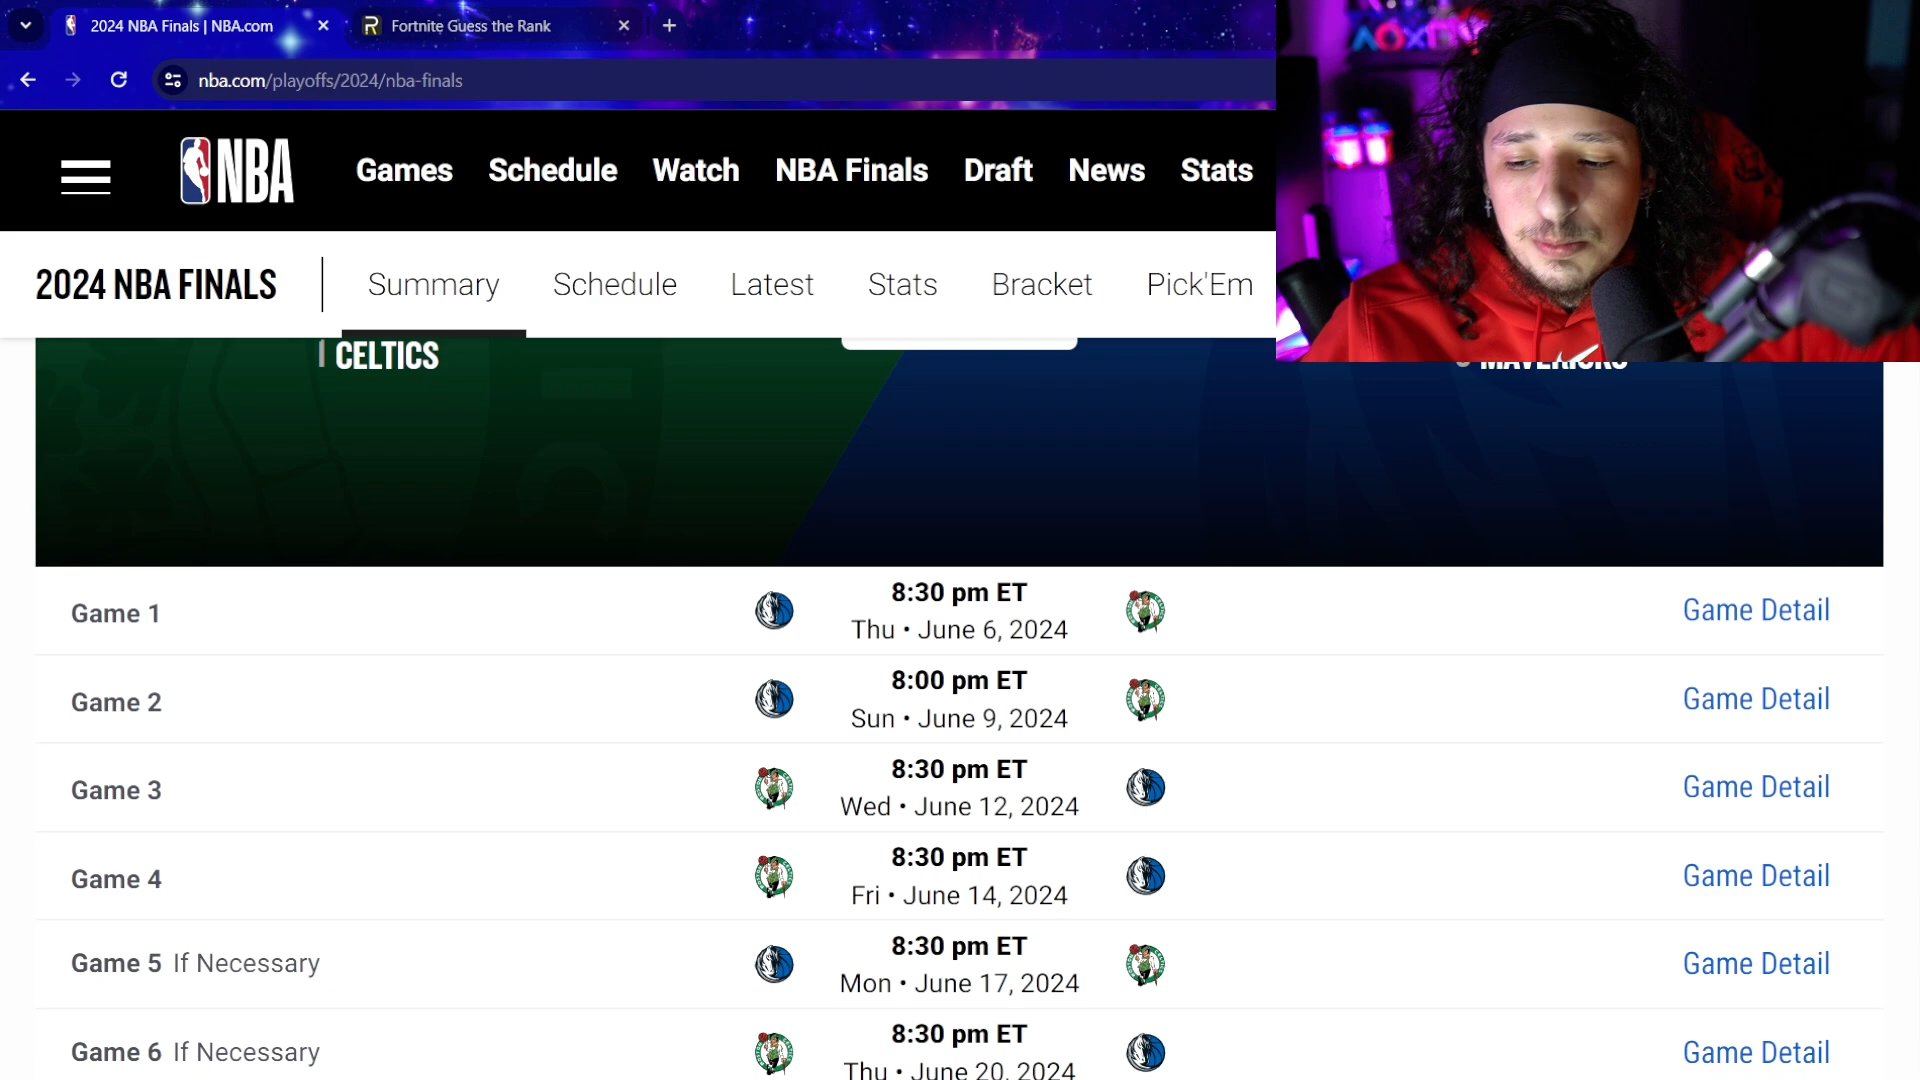 2024 NBA Finals | NBA.com
Fortnite Guess the Rank
nba.com/playoffs/2024/nba-finals
NBA Games Schedule Watch NBA Finals Draft News Stats
2024 NBA FINALS Summary Schedule Latest Stats Bracket Pick'Em
CELTICS
MAVERICKS
Game 1 8:30 pm ET Game Detail
Thu • June 6, 2024
Game 2 8:00 pm ET Game Detail
Sun • June 9, 2024
Game 3 8:30 pm ET Game Detail
Wed • June 12, 2024
Game 4 8:30 pm ET Game Detail
Fri • June 14, 2024
Game 5 If Necessary 8:30 pm ET Game Detail
Mon • June 17, 2024
Game 6 If Necessary 8:30 pm ET Game Detail
Thu • June 20, 2024